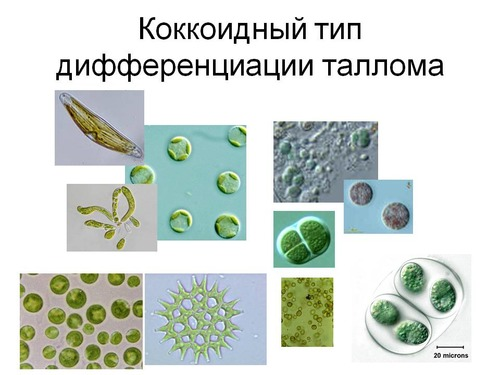 Коккоидный тип
дифференциации таллома
20 microns